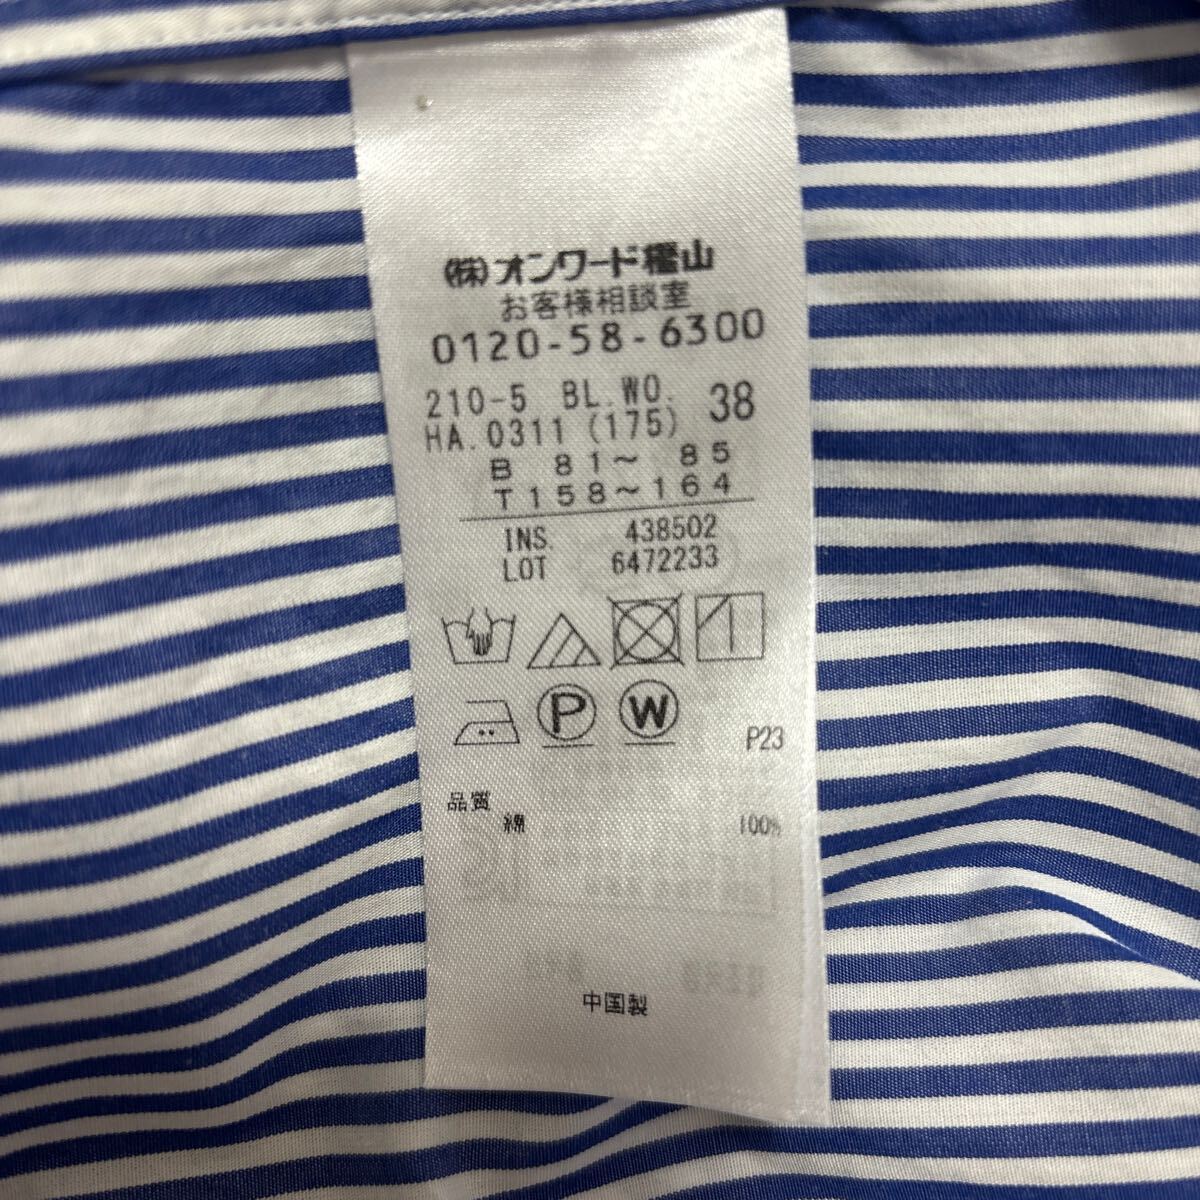 (株)オンワード樫山
お客様相談室
0120-58-6300
210-5 BL.WO. 38
HA.0311(175)
B 81~ 85
T158~164
INS. 438502
LOT 6472233
P W
P23
品質
綿 100%
中国製